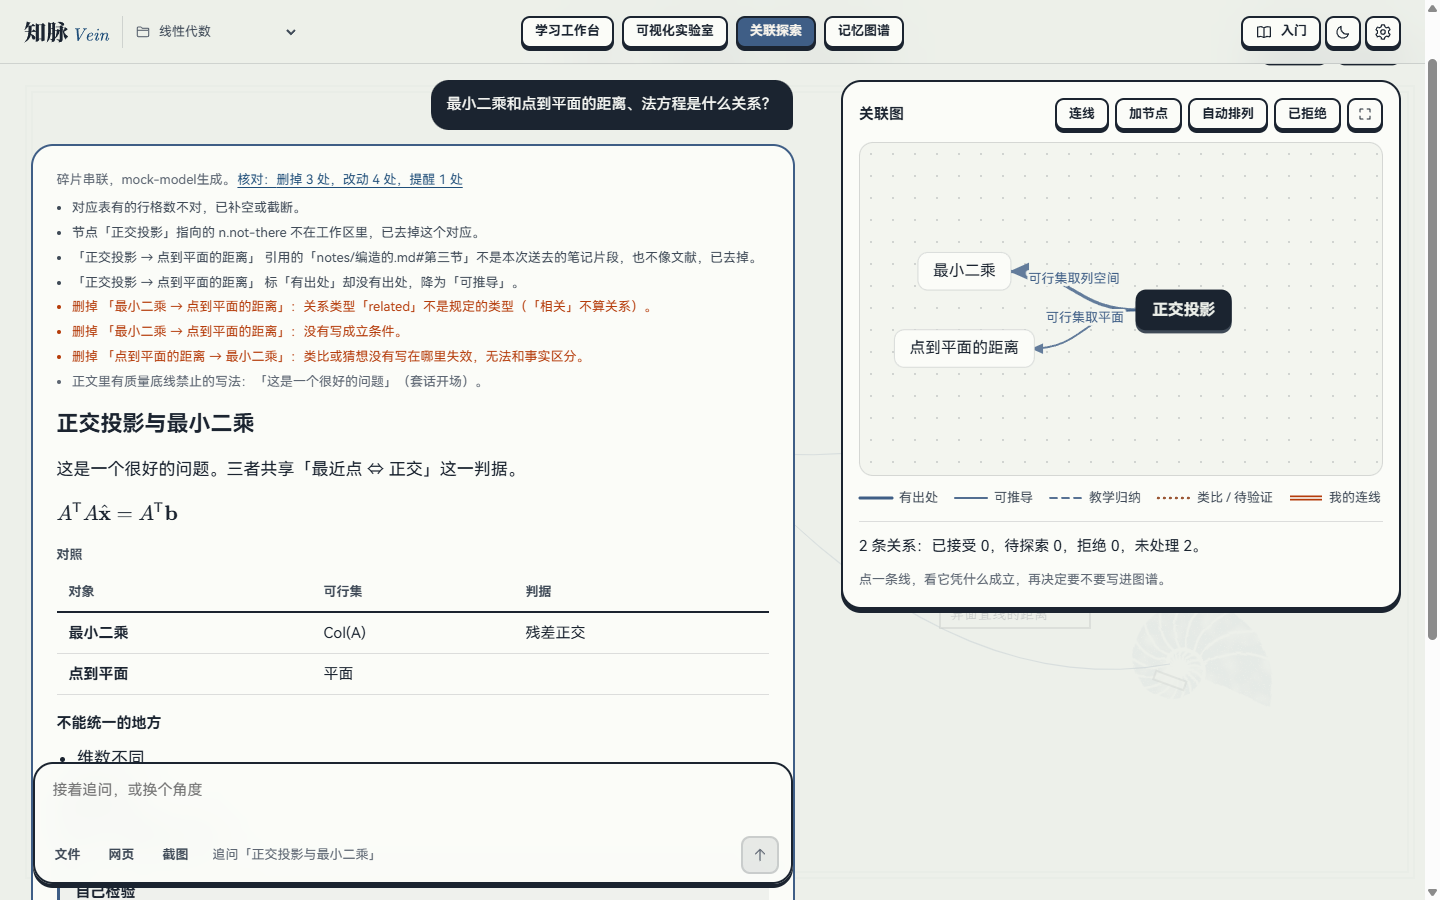 知脉 Vein
线性代数
学习工作台
可视化实验室
关联探索
记忆图谱
入门
最小二乘和点到平面的距离、法方程是什么关系？
碎片串联，mock-model生成。核对：删掉 3 处，改动 4 处，提醒 1 处
• 对应表有的行格数不对，已补空或截断。
• 节点「正交投影」指向的 n.not-there 不在工作区里，已去掉这个对应。
• 「正交投影 → 点到平面的距离」 引用的「notes/编造的.md#第三节」不是本次送去的笔记片段，也不像文献，已去掉。
• 「正交投影 → 点到平面的距离」 标「有出处」却没有出处，降为「可推导」。
• 删掉 「最小二乘 → 点到平面的距离」：关系类型「related」不是规定的类型（「相关」不算关系）。
• 删掉 「最小二乘 → 点到平面的距离」：没有写成立条件。
• 删掉 「点到平面的距离 → 最小二乘」：类比或猜想没有写在哪里失效，无法和事实区分。
• 正文里有质量底线禁止的写法：「这是一个很好的问题」（套话开场）。
正交投影与最小二乘
这是一个很好的问题。三者共享「最近点 ⇔ 正交」这一判据。
AᵀAx̂ = Aᵀb
对照
对象 可行集 判据
最小二乘 Col(A) 残差正交
点到平面 平面
不能统一的地方
• 维数不同
接着追问，或换个角度
文件 网页 截图 追问「正交投影与最小二乘」
自己检验
关联图
连线
加节点
自动排列
已拒绝
最小二乘
可行集取列空间
可行集取平面
正交投影
点到平面的距离
有出处 可推导 教学归纳 类比 / 待验证 我的连线
2 条关系：已接受 0，待探索 0，拒绝 0，未处理 2。
点一条线，看它凭什么成立，再决定要不要写进图谱。